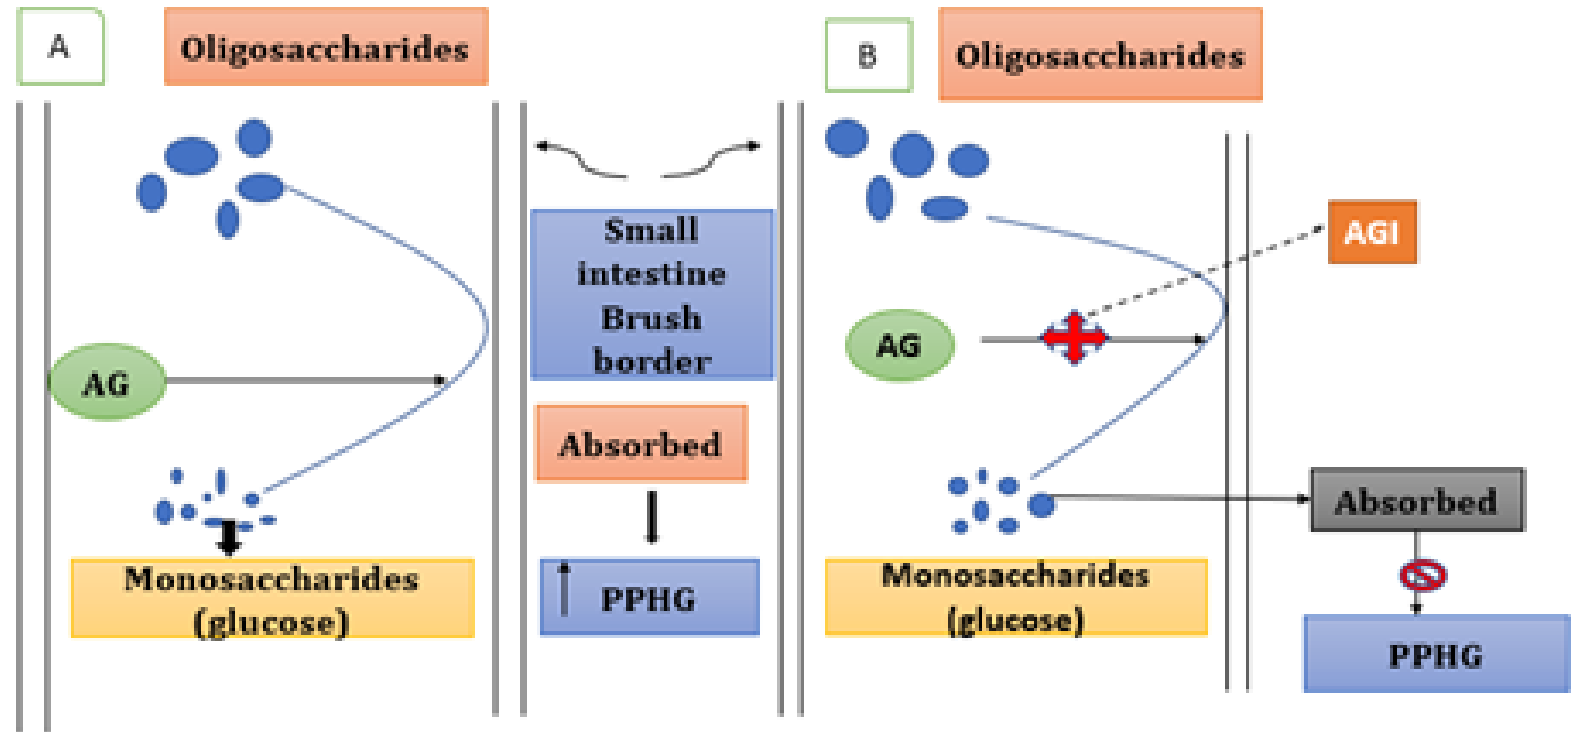 A
Oligosaccharides
AG
Monosaccharides
(glucose)
Small
intestine
Brush
border
Absorbed
PPHG
B
Oligosaccharides
AGI
AG
Absorbed
Monosaccharides
(glucose)
PPHG